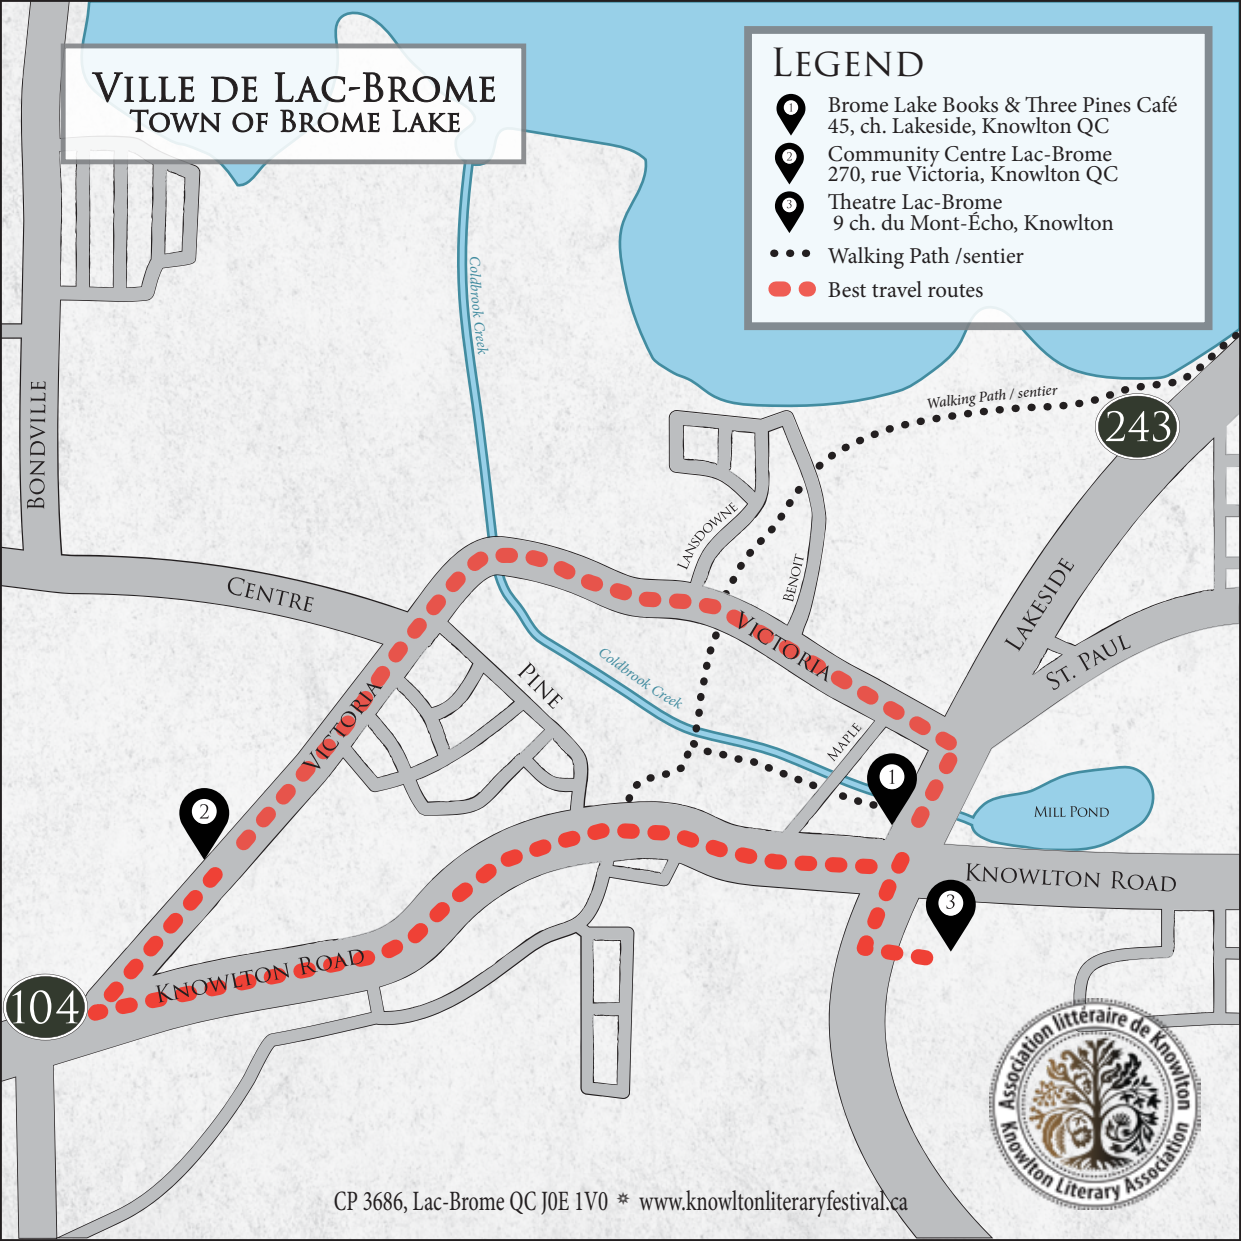 VILLE DE LAC-BROME
TOWN OF BROME LAKE
LEGEND
1
Brome Lake Books & Three Pines Café
45, ch. Lakeside, Knowlton QC
2
Community Centre Lac-Brome
270, rue Victoria, Knowlton QC
3
Theatre Lac-Brome
9 ch. du Mont-Écho, Knowlton
Walking Path /sentier
Best travel routes
Coldbrook Creek
BONDVILLE
Walking Path / sentier
243
LANSDOWNE
BENOIT
CENTRE
VICTORIA
LAKESIDE
ST. PAUL
PINE
Coldbrook Creek
VICTORIA
MAPLE
1
2
MILL POND
KNOWLTON ROAD
3
KNOWLTON ROAD
104
Association littéraire de Knowlton
Knowlton Literary Association
CP 3686, Lac-Brome QC J0E 1V0 ✵ www.knowltonliteraryfestival.ca